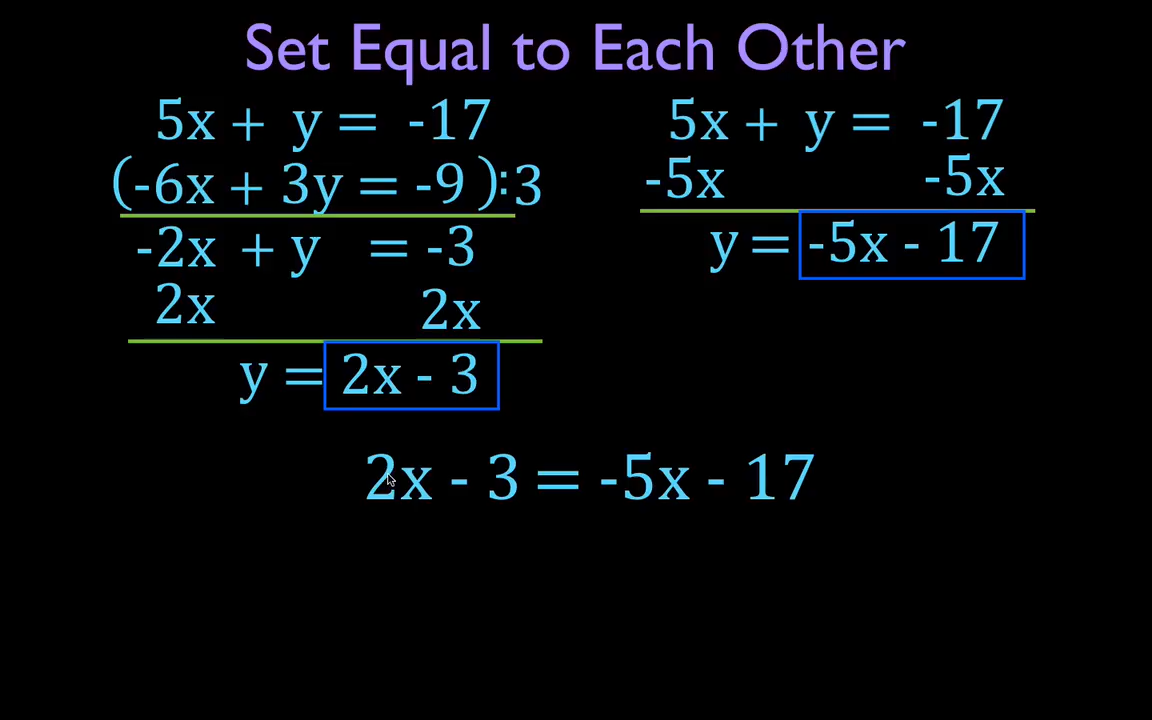 Set Equal to Each Other
5x + y = -17
(-6x + 3y = -9 ):3
-2x + y = -3
2x 2x
y = 2x - 3
5x + y = -17
-5x -5x
y = -5x - 17
2x - 3 = -5x - 17